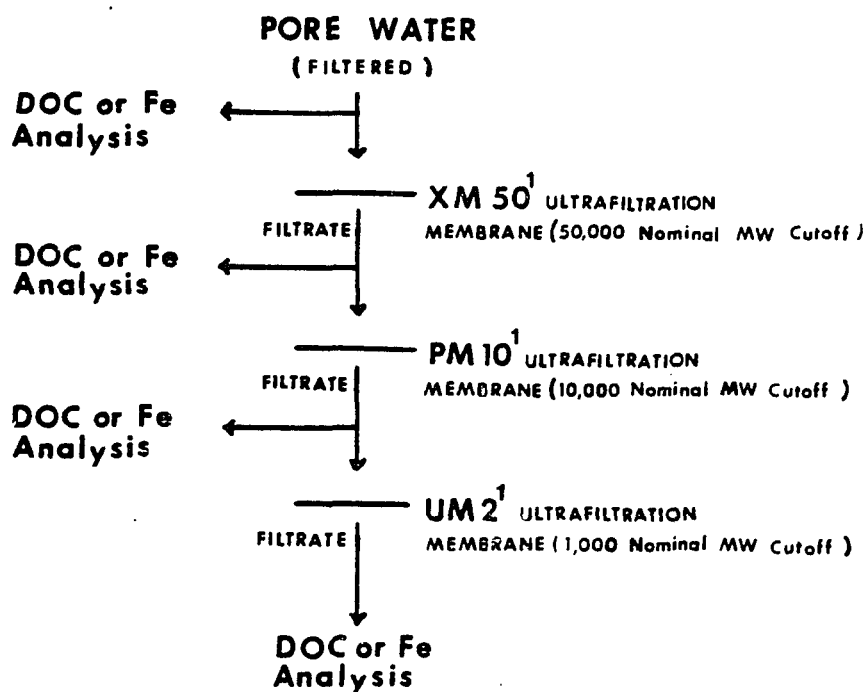 PORE WATER
(FILTERED)
DOC or Fe
Analysis
XM 50¹ ULTRAFILTRATION
MEMBRANE (50,000 Nominal MW Cutoff)
FILTRATE
DOC or Fe
Analysis
PM 10¹ ULTRAFILTRATION
MEMBRANE (10,000 Nominal MW Cutoff)
FILTRATE
DOC or Fe
Analysis
UM 2¹ ULTRAFILTRATION
MEMBRANE (1,000 Nominal MW Cutoff)
FILTRATE
DOC or Fe
Analysis